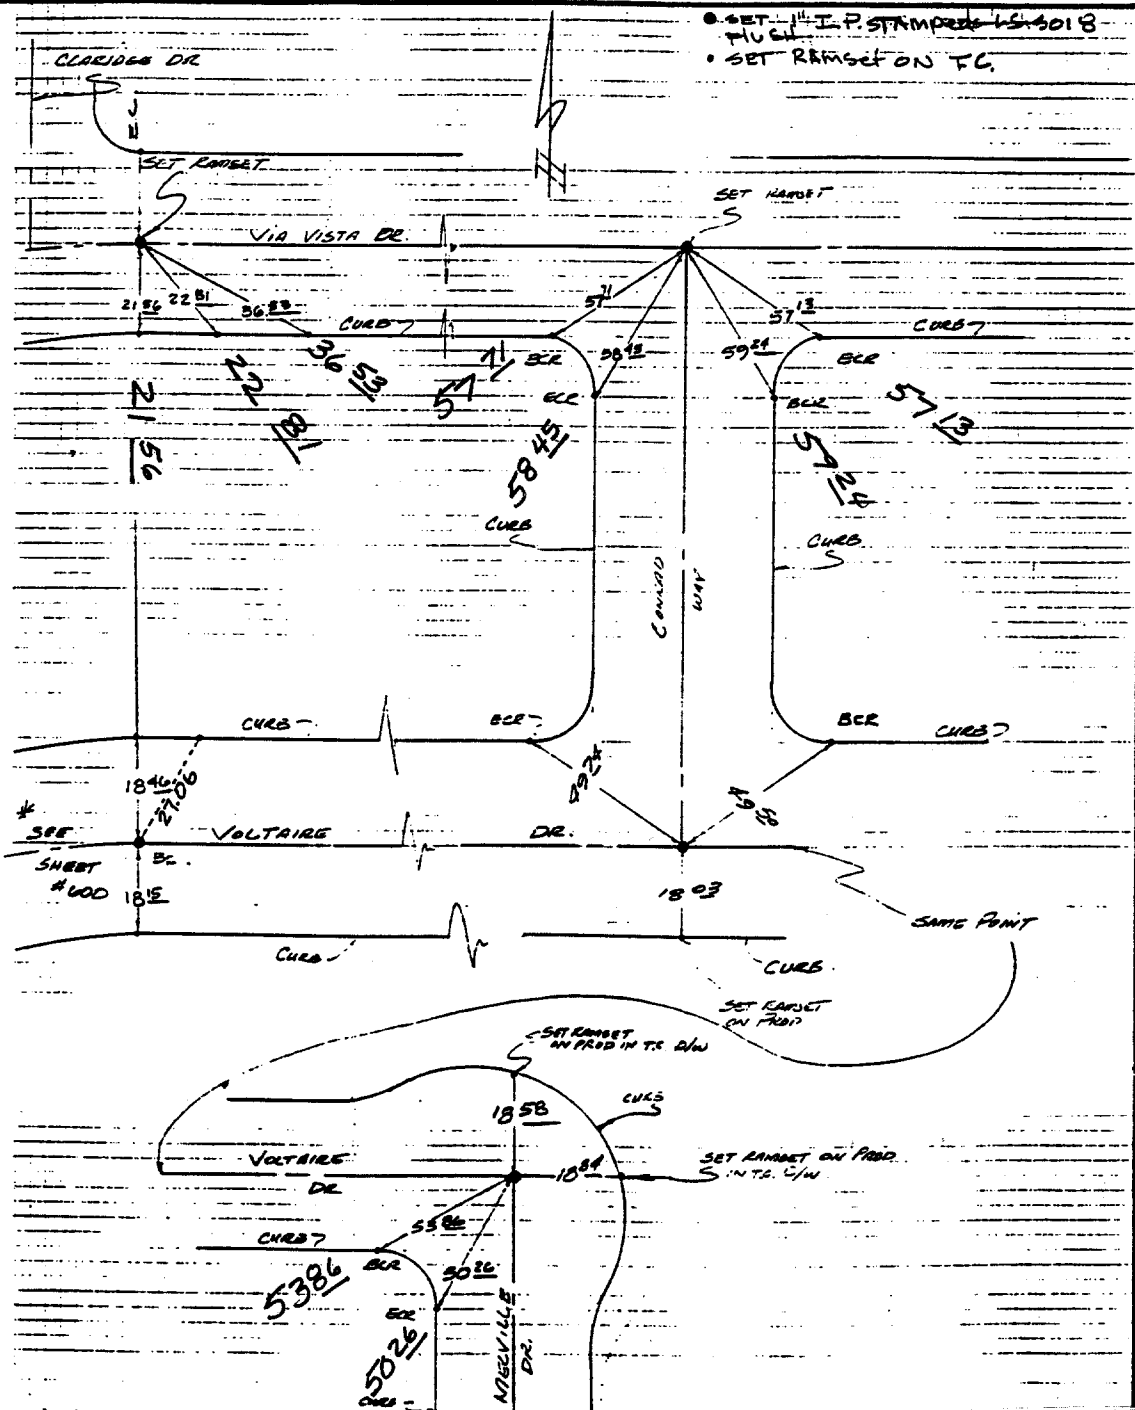 SET 1" I.P. STAMPED L.S. 3018
FLUSH
SET RAMSET ON T.C.
CLARIDGE DR
E.C.
SET RAMSET
SET RAMSET
VIA VISTA DR.
21 56
22 81
36 53
CURB
57 71
58 45
59 24
57 13
CURB
BCR
ECR
ECR
BCR
21 56
22 81
36 53
57 71
58 45
59 24
57 13
CURB
CURB
CONRAD WAY
CURB
ECR
BCR
CURB
18 46
27.06
49 74
*
SEE
SHEET
#600
VOLTAIRE DR.
BC
18 15
18 03
SAME POINT
CURB
CURB
SET RAMSET
ON PROD
SET RAMSET
ON PROD IN T.C. D/W
18 58
CURB
VOLTAIRE
DR
18 84
SET RAMSET ON PROD
IN T.C. D/W
53 86
CURB
BCR
50 26
53 86
ECR
50 26
MELVILLE
DR.
CURB